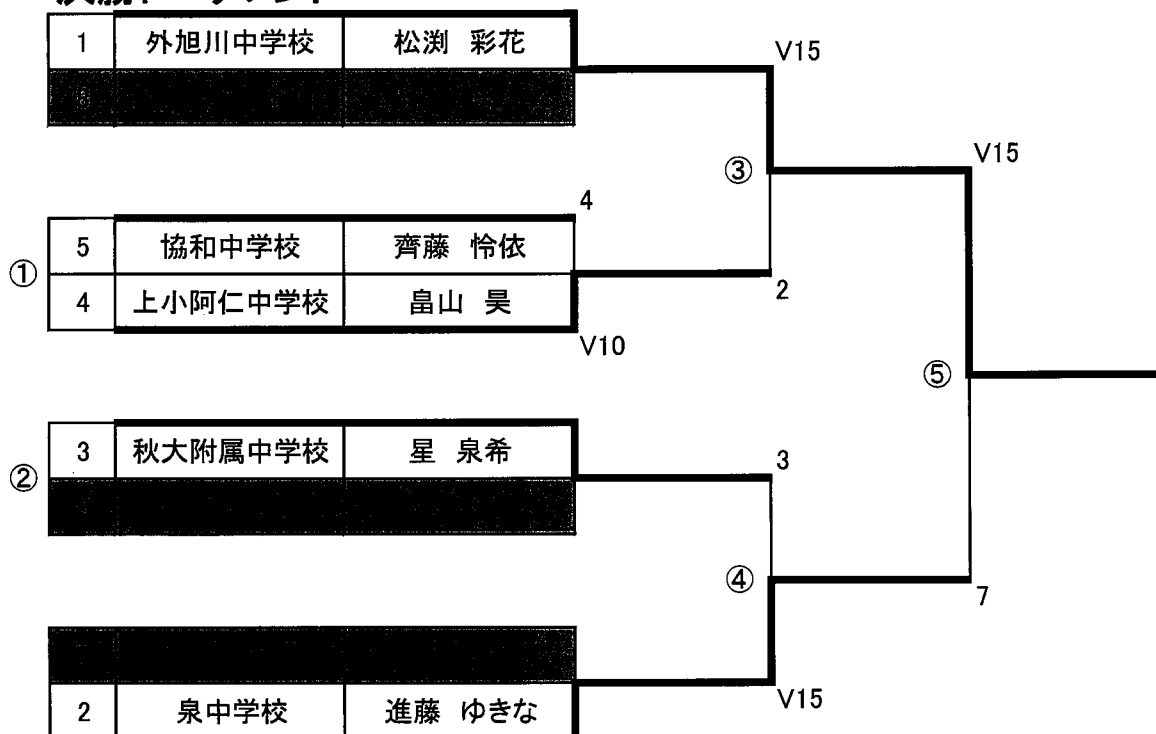 1 外旭川中学校 松渕 彩花
V15
③
V15
4
① 5 協和中学校 齊藤 怜依
4 上小阿仁中学校 畠山 昊
2
V10
⑤
② 3 秋大附属中学校 星 泉希
3
④
7
2 泉中学校 進藤 ゆきな
V15